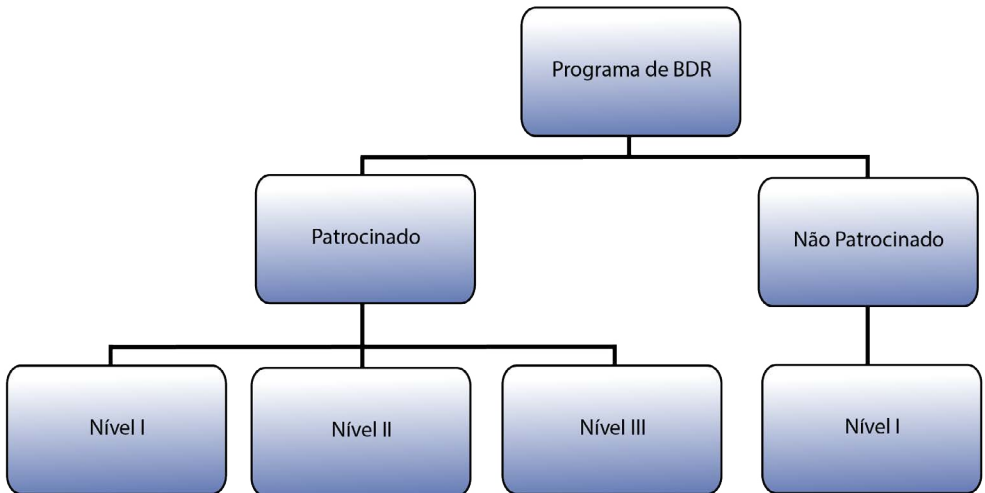 Programa de BDR
Patrocinado
Não Patrocinado
Nível I
Nível II
Nível III
Nível I